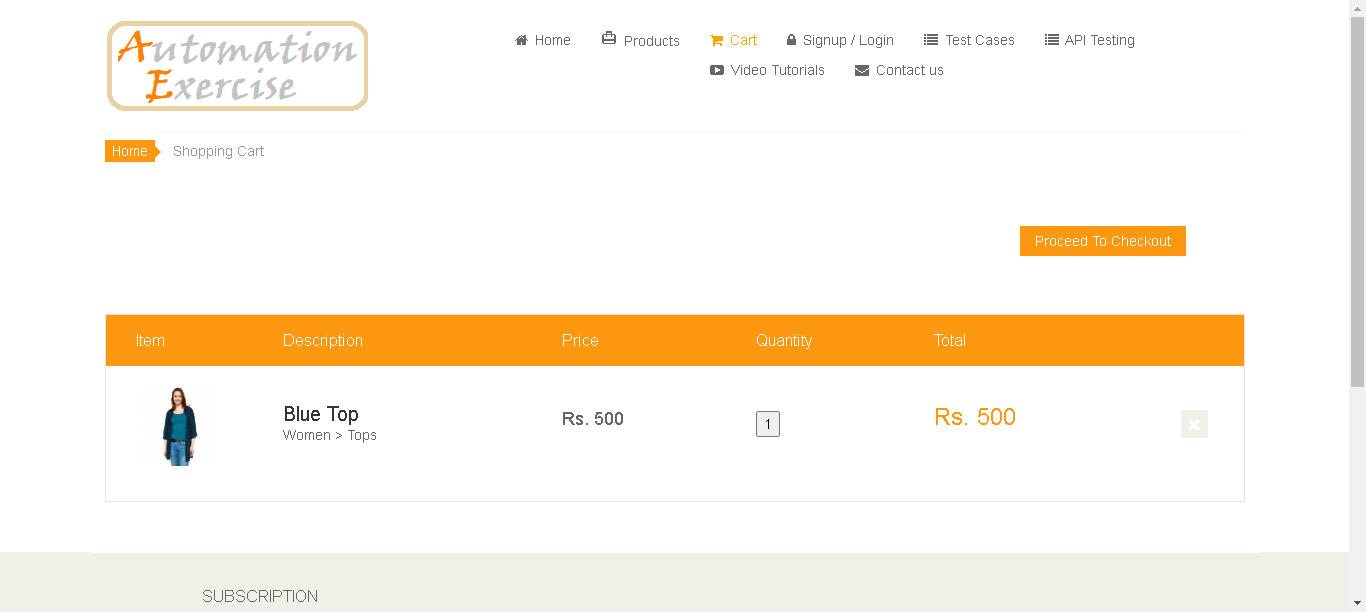 Automation
Exercise
Home
Products
Cart
Signup / Login
Test Cases
API Testing
Video Tutorials
Contact us
Home
Shopping Cart
Proceed To Checkout
Item Description Price Quantity Total
Blue Top
Women > Tops
Rs. 500
1
Rs. 500
SUBSCRIPTION